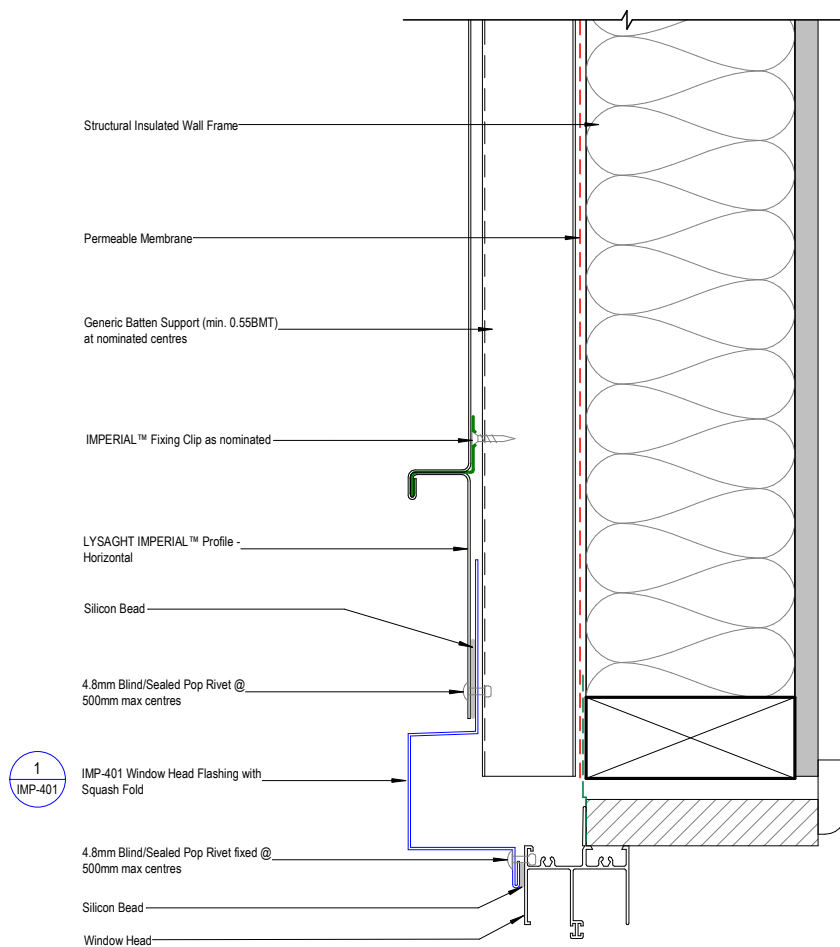 Structural Insulated Wall Frame
Permeable Membrane
Generic Batten Support (min. 0.55BMT)
at nominated centres
IMPERIAL™ Fixing Clip as nominated
LYSAGHT IMPERIAL™ Profile -
Horizontal
Silicon Bead
4.8mm Blind/Sealed Pop Rivet @
500mm max centres
1
IMP-401
IMP-401 Window Head Flashing with
Squash Fold
4.8mm Blind/Sealed Pop Rivet fixed @
500mm max centres
Silicon Bead
Window Head